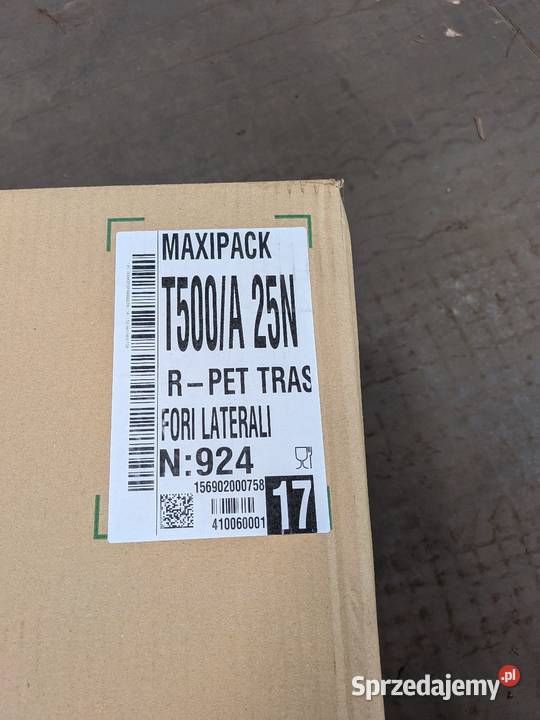 MAXIPACK
T500/A 25N
R-PET TRAS
FORI LATERALI
N:924
156902000758
410060001
17
Sprzedajemy.pl